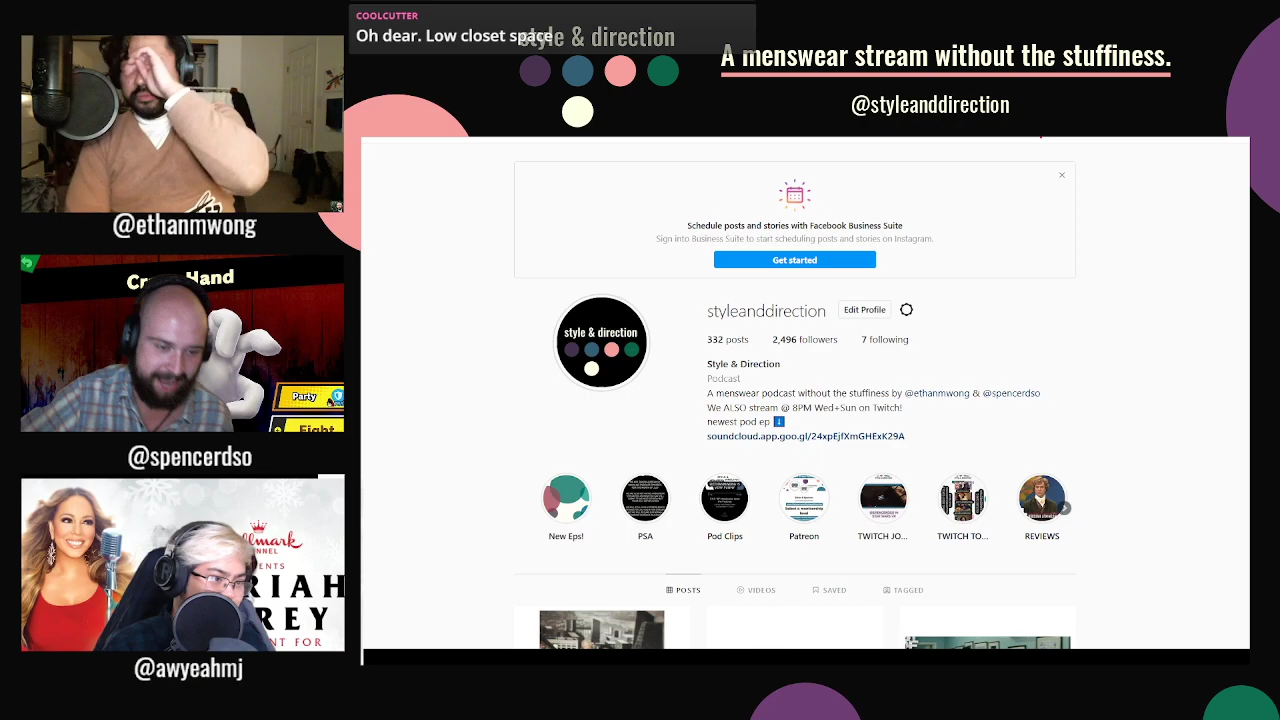 COOLCUTTER
Oh dear. Low closet space
style & direction
A menswear stream without the stuffiness.
@styleanddirection
@ethanmwong
Hand
Party
Fight
@spencerdso
@awyeahmj
Schedule posts and stories with Facebook Business Suite
Sign into Business Suite to start scheduling posts and stories on Instagram.
Get started
style & direction
styleanddirection
Edit Profile
332 posts 2,496 followers 7 following
Style & Direction
Podcast
A menswear podcast without the stuffiness by @ethanmwong & @spencerdso
We ALSO stream @ 8PM Wed+Sun on Twitch!
newest pod ep
soundcloud.app.goo.gl/24xpEjfXmGHExK29A
New Eps! PSA Pod Clips Patreon TWITCH JO... TWITCH TO... REVIEWS
POSTS VIDEOS SAVED TAGGED